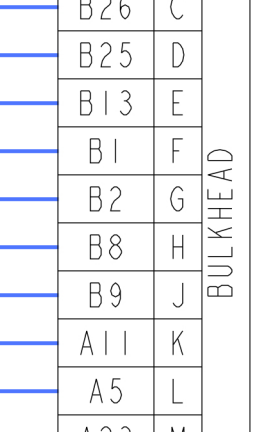 B26 C
B25 D
B13 E
B1 F
B2 G
B8 H
B9 J
A11 K
A5 L
M
BULKHEAD